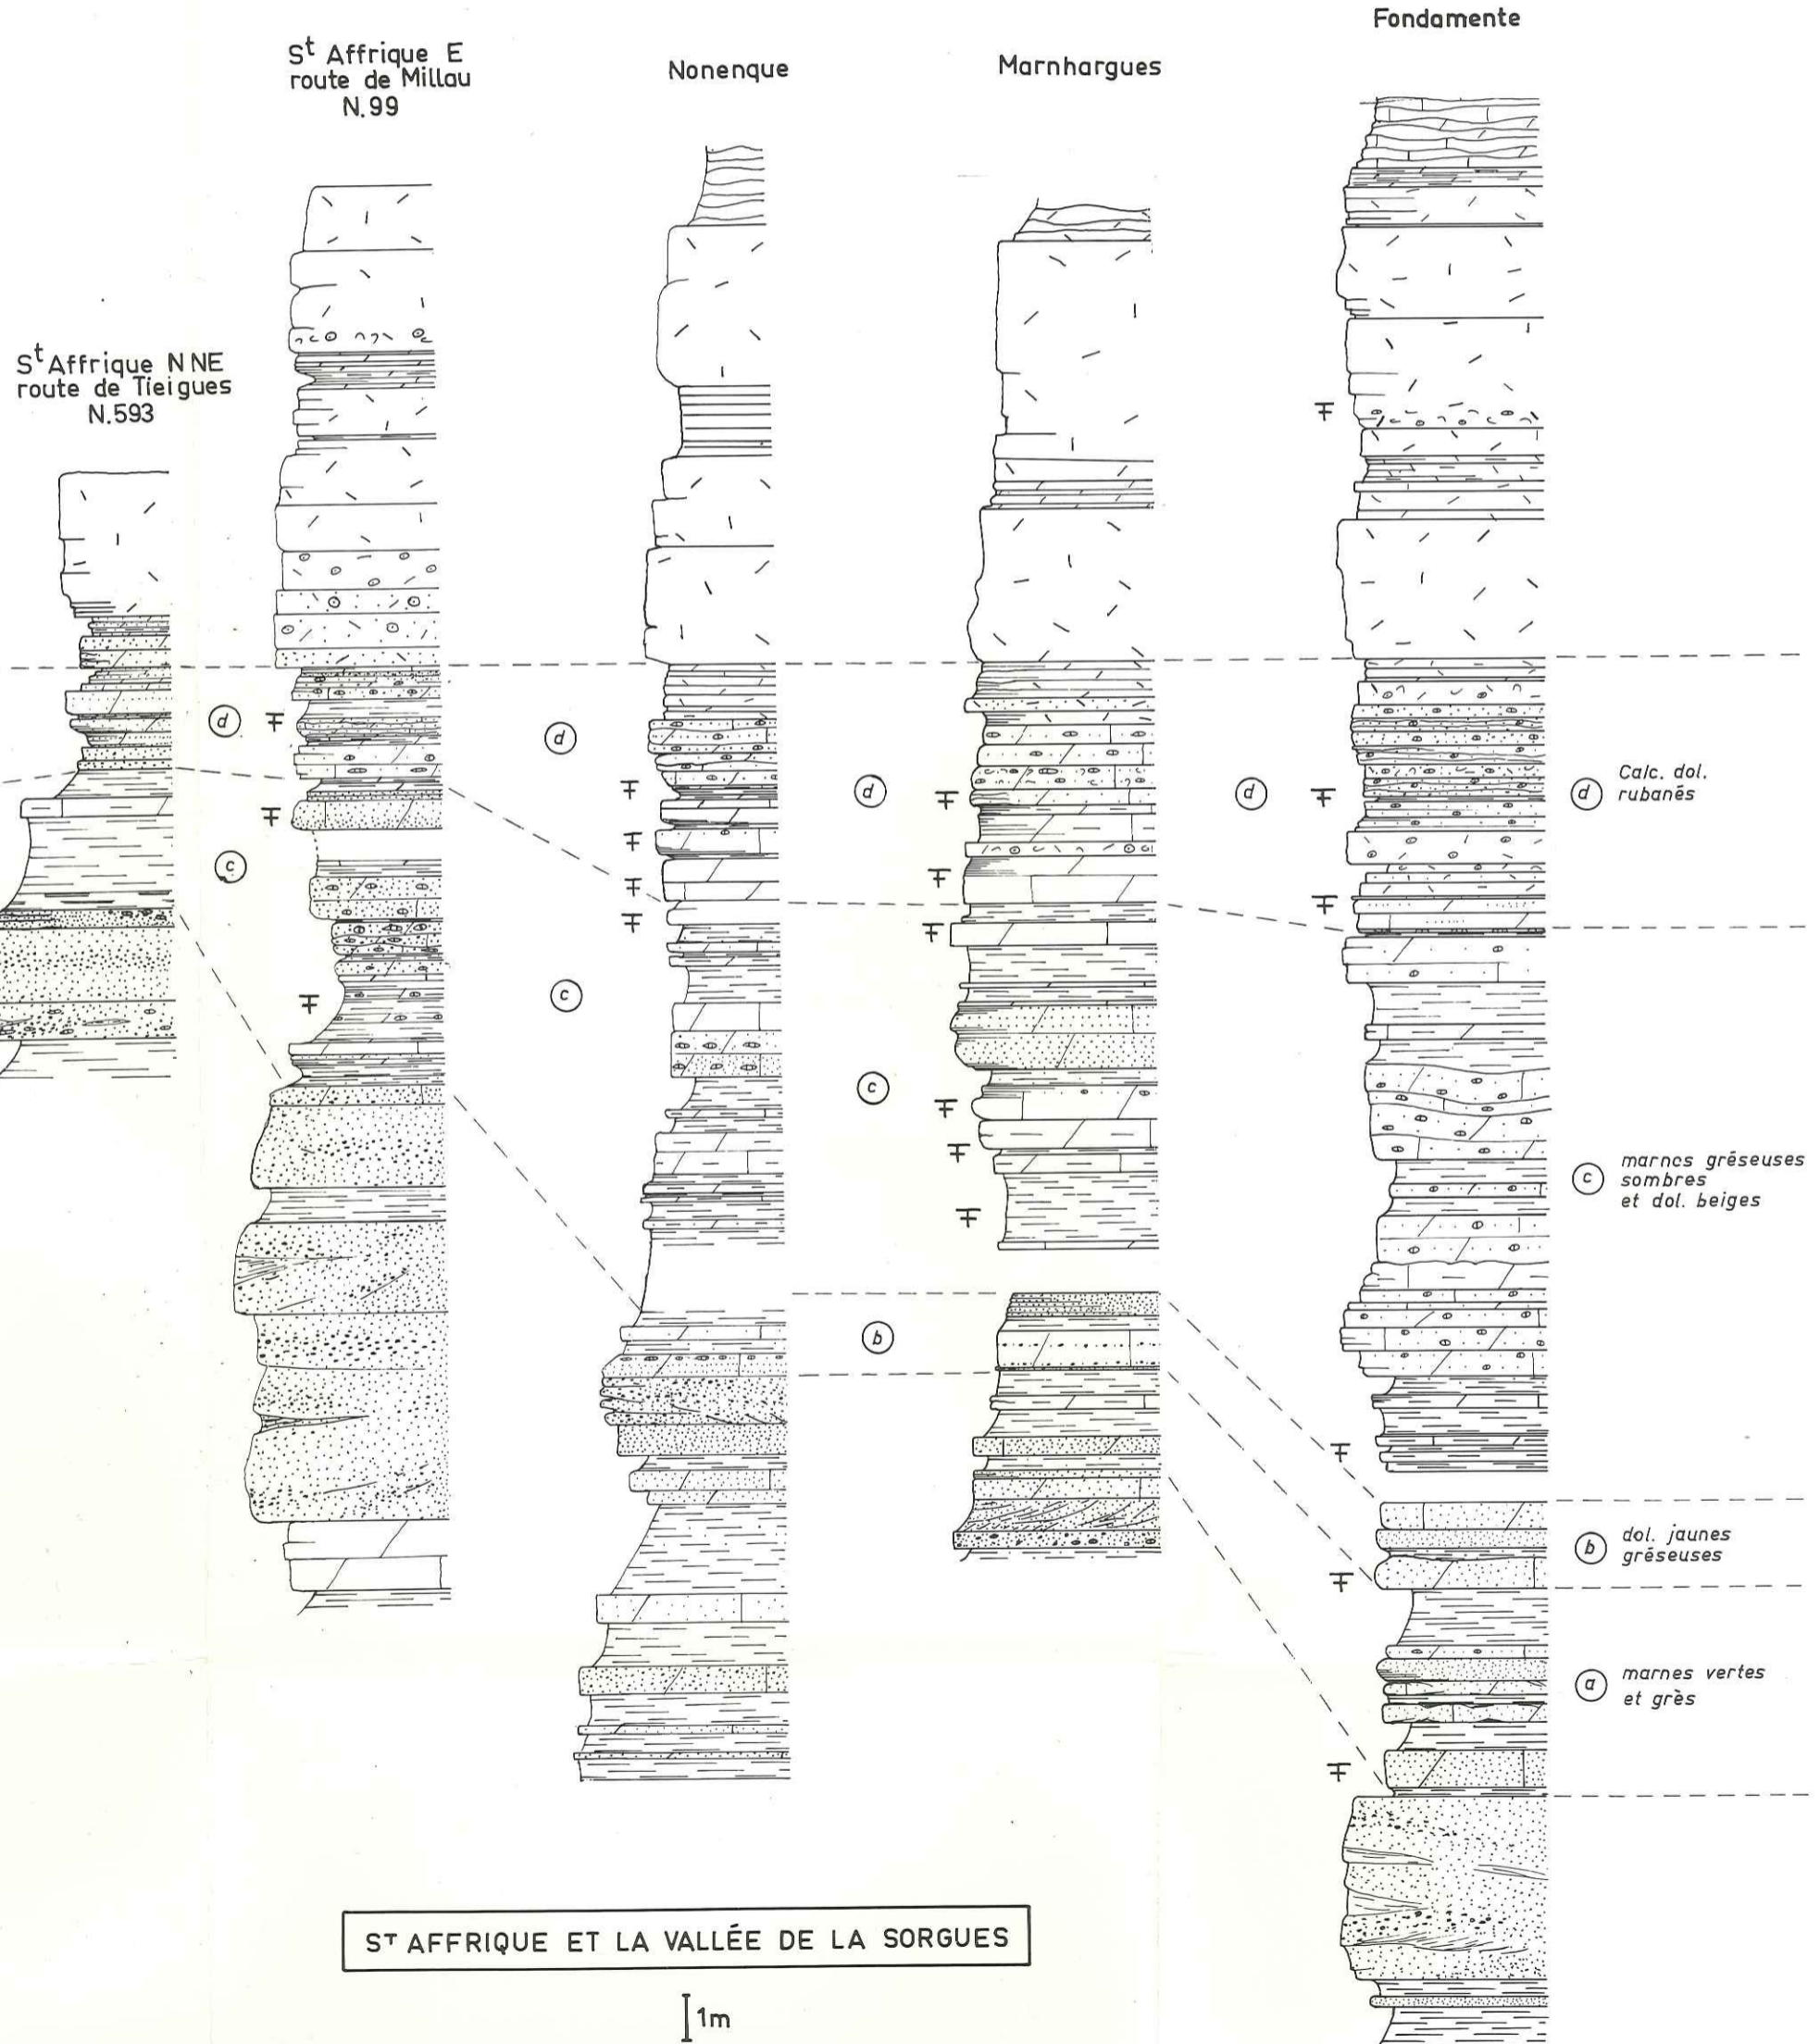 Fondamente
Sᵗ Affrique E
route de Millau
N.99
Nonenque
Marnhargues
Sᵗ Affrique NNE
route de Tieigues
N.593
d
d
d
d
d
Calc. dol.
rubanés
c
c
c
c
marnes gréseuses
sombres
et dol. beiges
b
b
dol. jaunes
gréseuses
a
marnes vertes
et grès
Sᵀ AFFRIQUE ET LA VALLÉE DE LA SORGUES
1m